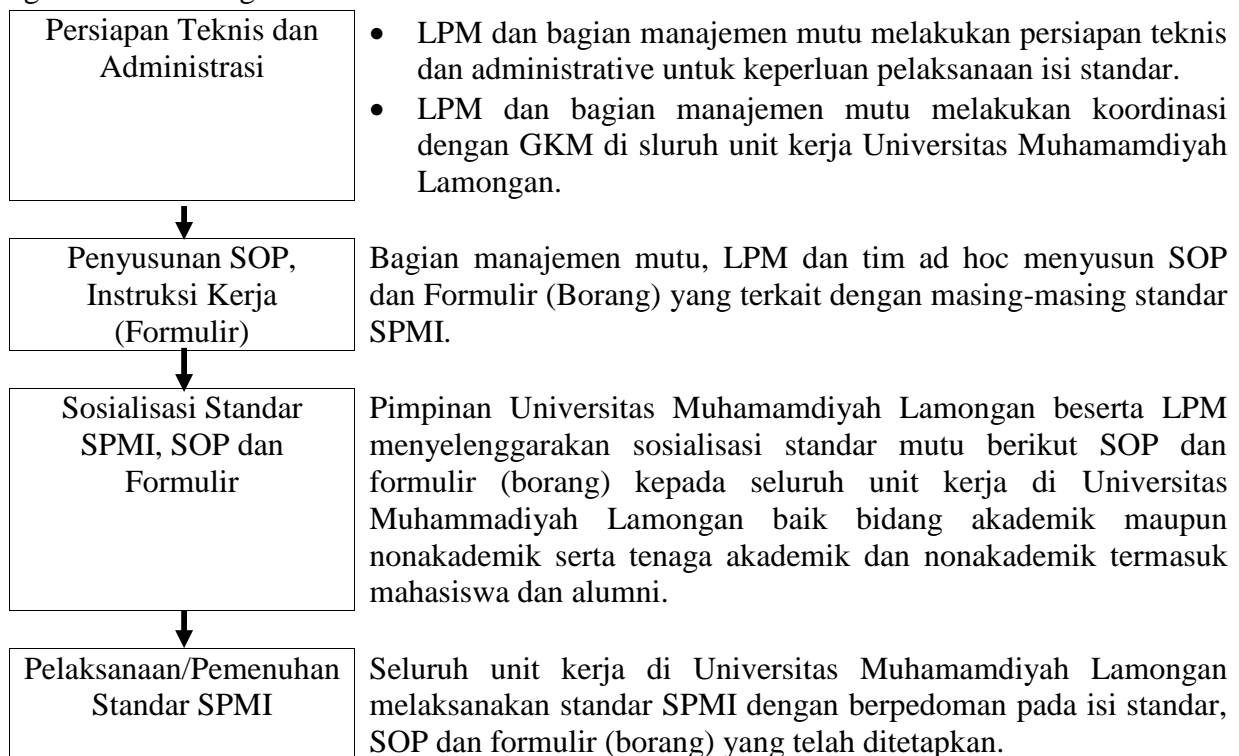 Persiapan Teknis dan
Administrasi
• LPM dan bagian manajemen mutu melakukan persiapan teknis
dan administrative untuk keperluan pelaksanaan isi standar.
• LPM dan bagian manajemen mutu melakukan koordinasi
dengan GKM di sluruh unit kerja Universitas Muhamamdiyah
Lamongan.
Penyusunan SOP,
Instruksi Kerja
(Formulir)
Bagian manajemen mutu, LPM dan tim ad hoc menyusun SOP
dan Formulir (Borang) yang terkait dengan masing-masing standar
SPMI.
Sosialisasi Standar
SPMI, SOP dan
Formulir
Pimpinan Universitas Muhamamdiyah Lamongan beserta LPM
menyelenggarakan sosialisasi standar mutu berikut SOP dan
formulir (borang) kepada seluruh unit kerja di Universitas
Muhammadiyah Lamongan baik bidang akademik maupun
nonakademik serta tenaga akademik dan nonakademik termasuk
mahasiswa dan alumni.
Pelaksanaan/Pemenuhan
Standar SPMI
Seluruh unit kerja di Universitas Muhamamdiyah Lamongan
melaksanakan standar SPMI dengan berpedoman pada isi standar,
SOP dan formulir (borang) yang telah ditetapkan.